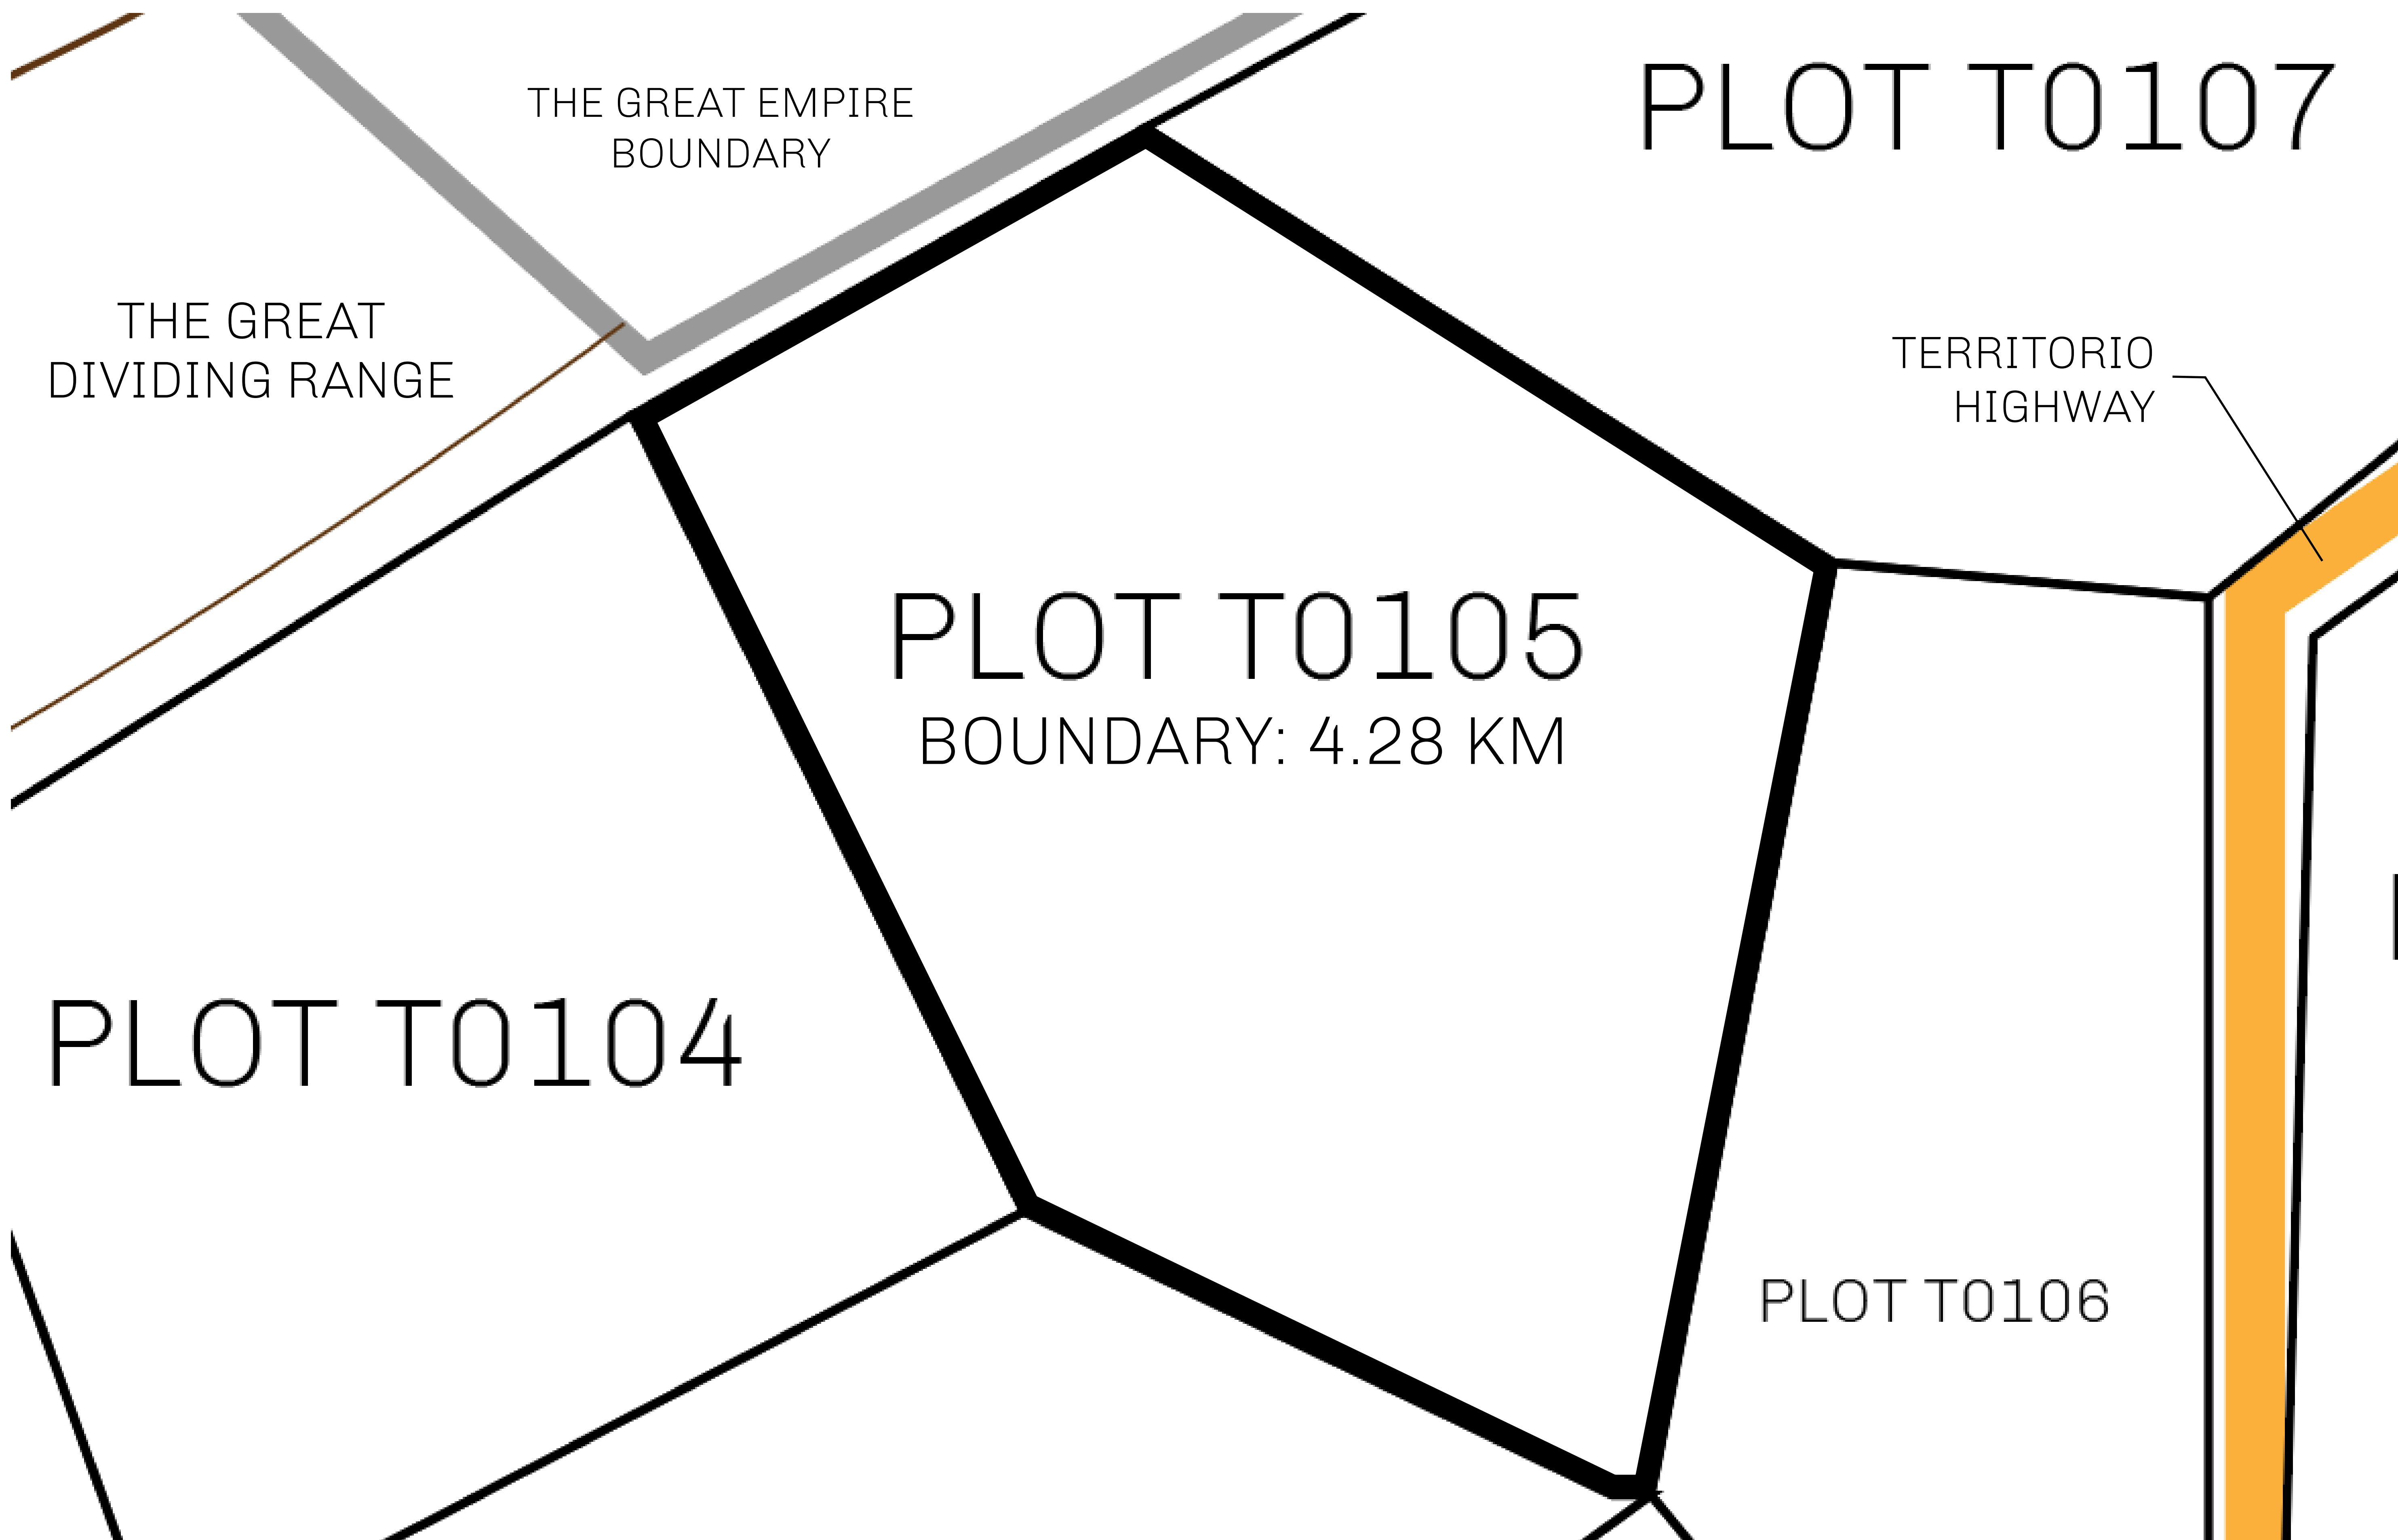 THE GREAT EMPIRE
BOUNDARY
PLOT T0107
THE GREAT
DIVIDING RANGE
TERRITORIO
HIGHWAY
PLOT T0105
BOUNDARY: 4.28 KM
PLOT T0104
PLOT T0106